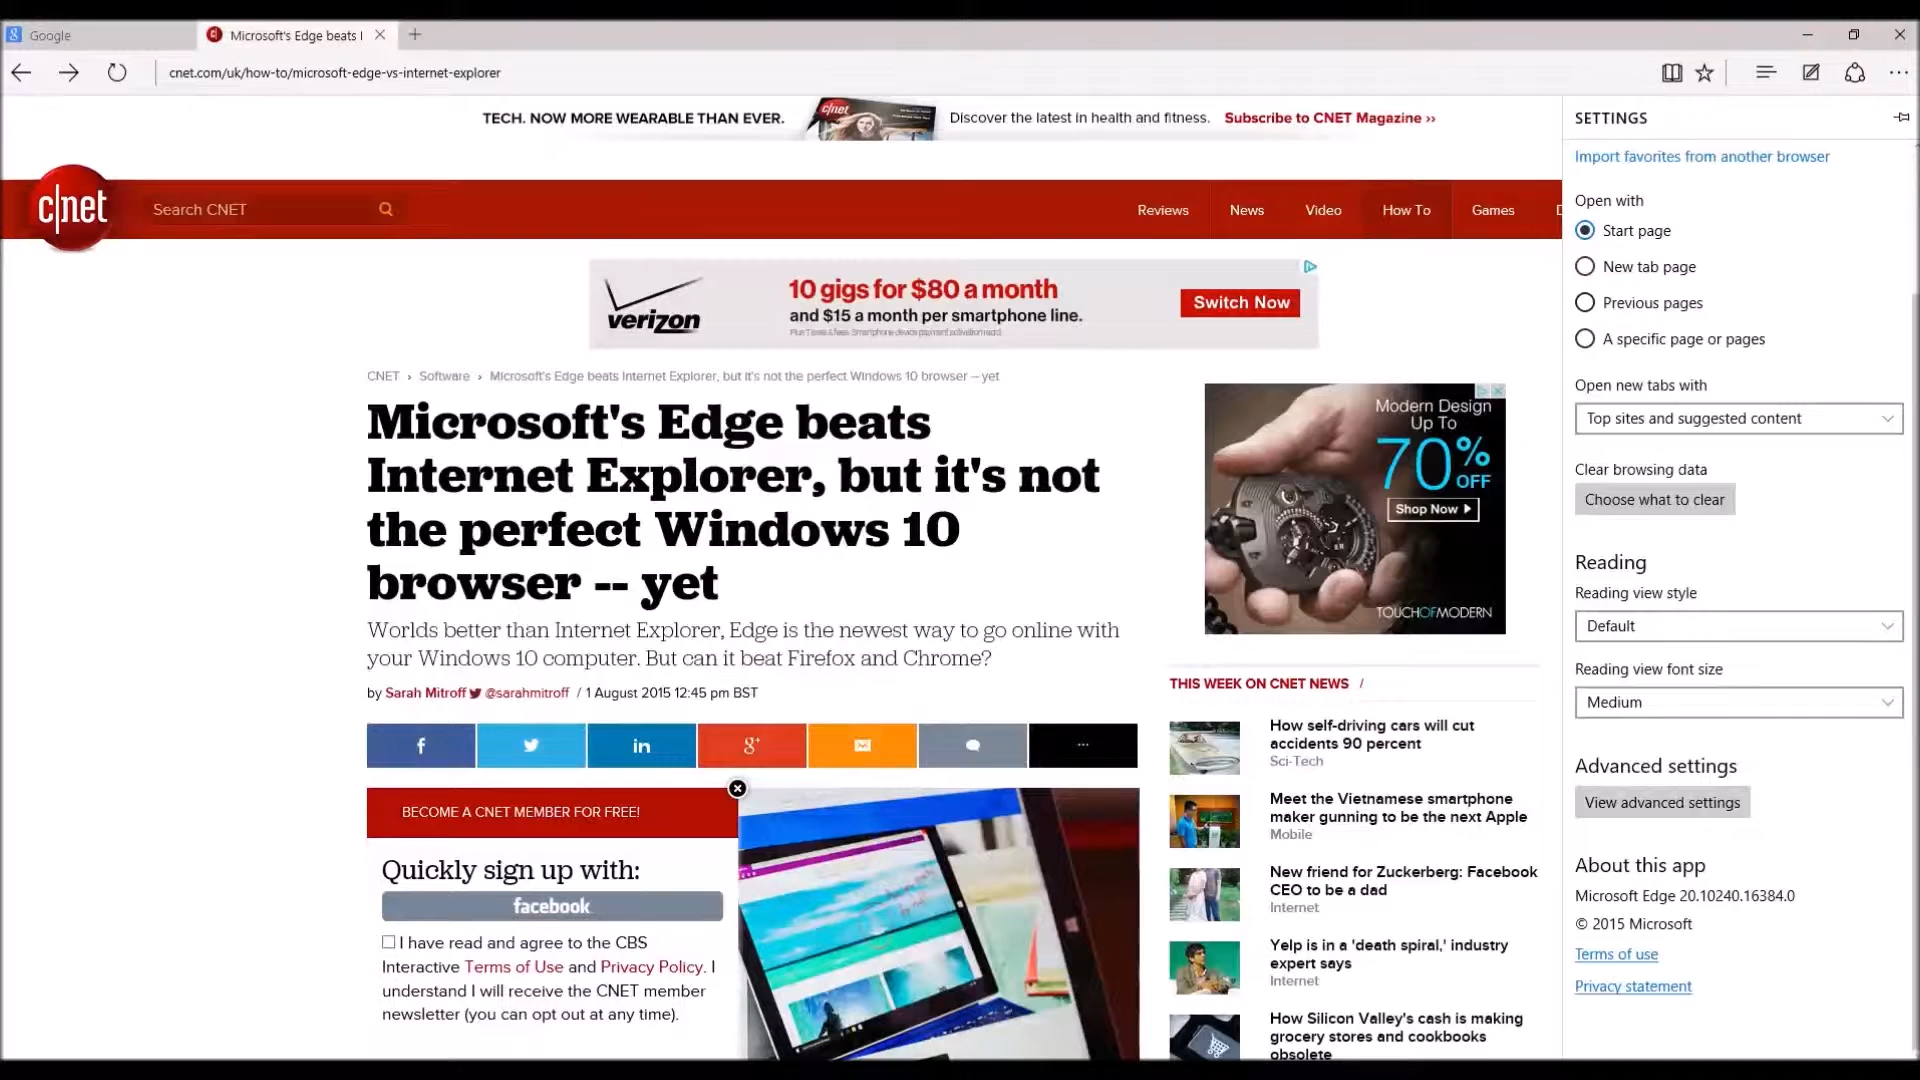 Google
Microsoft's Edge beats I
cnet.com/uk/how-to/microsoft-edge-vs-internet-explorer
TECH. NOW MORE WEARABLE THAN EVER.
c|net
Discover the latest in health and fitness. Subscribe to CNET Magazine ››
c|net
Search CNET
Reviews
News
Video
How To
Games
D
verizon
10 gigs for $80 a month
and $15 a month per smartphone line.
Plus Taxes & fees. Smartphone device payment activation req'd.
Switch Now
CNET › Software › Microsoft's Edge beats Internet Explorer, but it's not the perfect Windows 10 browser -- yet
Microsoft's Edge beats
Internet Explorer, but it's not
the perfect Windows 10
browser -- yet
Worlds better than Internet Explorer, Edge is the newest way to go online with
your Windows 10 computer. But can it beat Firefox and Chrome?
by Sarah Mitroff @sarahmitroff / 1 August 2015 12:45 pm BST
f
in
g+
...
BECOME A CNET MEMBER FOR FREE!
Quickly sign up with:
facebook
I have read and agree to the CBS
Interactive Terms of Use and Privacy Policy. I
understand I will receive the CNET member
newsletter (you can opt out at any time).
Modern Design
Up To
70%
OFF
Shop Now
TOUCHOFMODERN
THIS WEEK ON CNET NEWS /
How self-driving cars will cut
accidents 90 percent
Sci-Tech
Meet the Vietnamese smartphone
maker gunning to be the next Apple
Mobile
New friend for Zuckerberg: Facebook
CEO to be a dad
Internet
Yelp is in a 'death spiral,' industry
expert says
Internet
How Silicon Valley's cash is making
grocery stores and cookbooks
obsolete
SETTINGS
Import favorites from another browser
Open with
Start page
New tab page
Previous pages
A specific page or pages
Open new tabs with
Top sites and suggested content
Clear browsing data
Choose what to clear
Reading
Reading view style
Default
Reading view font size
Medium
Advanced settings
View advanced settings
About this app
Microsoft Edge 20.10240.16384.0
© 2015 Microsoft
Terms of use
Privacy statement